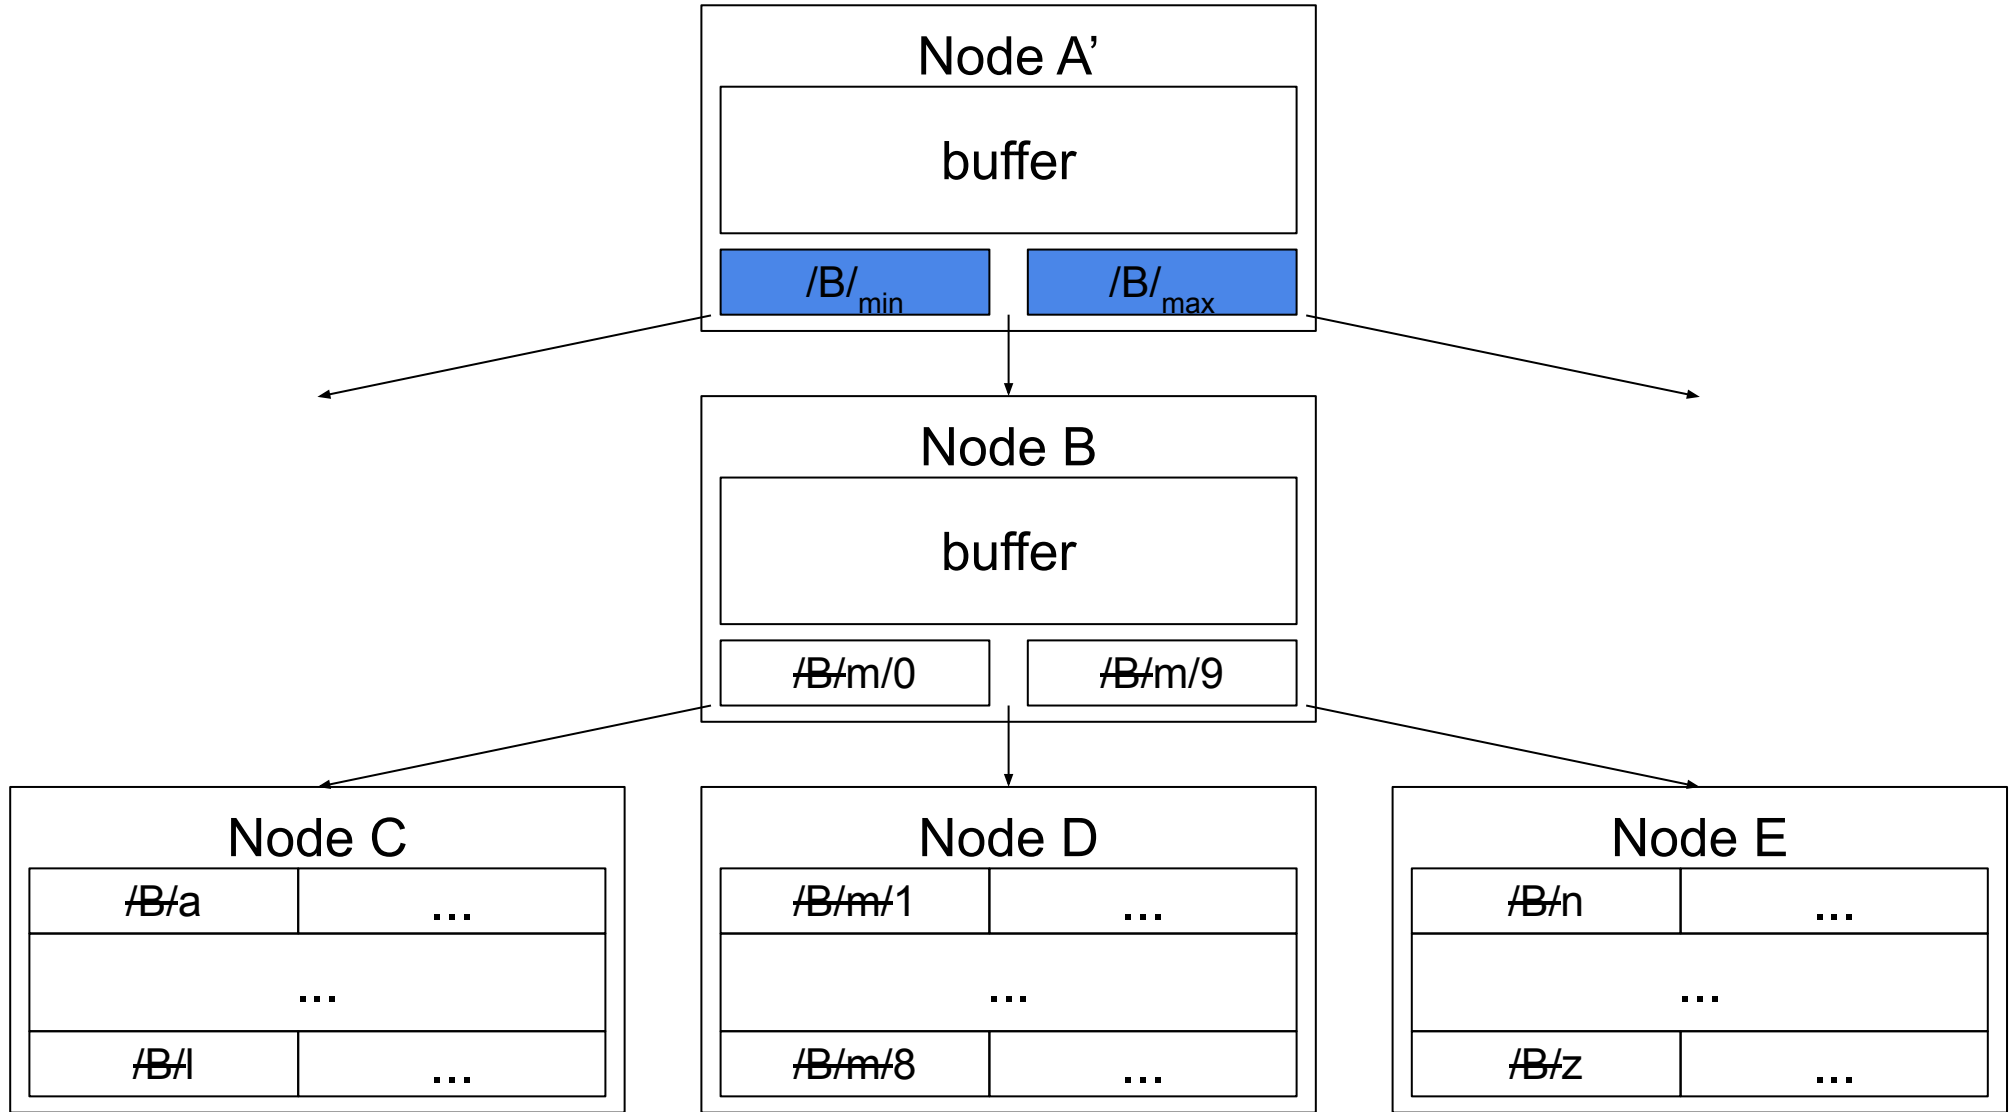 Node A’
buffer
/B/min /B/max
Node B
buffer
/B/m/0 /B/m/9
Node C
/B/a ...
...
/B/l ...
Node D
/B/m/1 ...
...
/B/m/8 ...
Node E
/B/n ...
...
/B/z ...